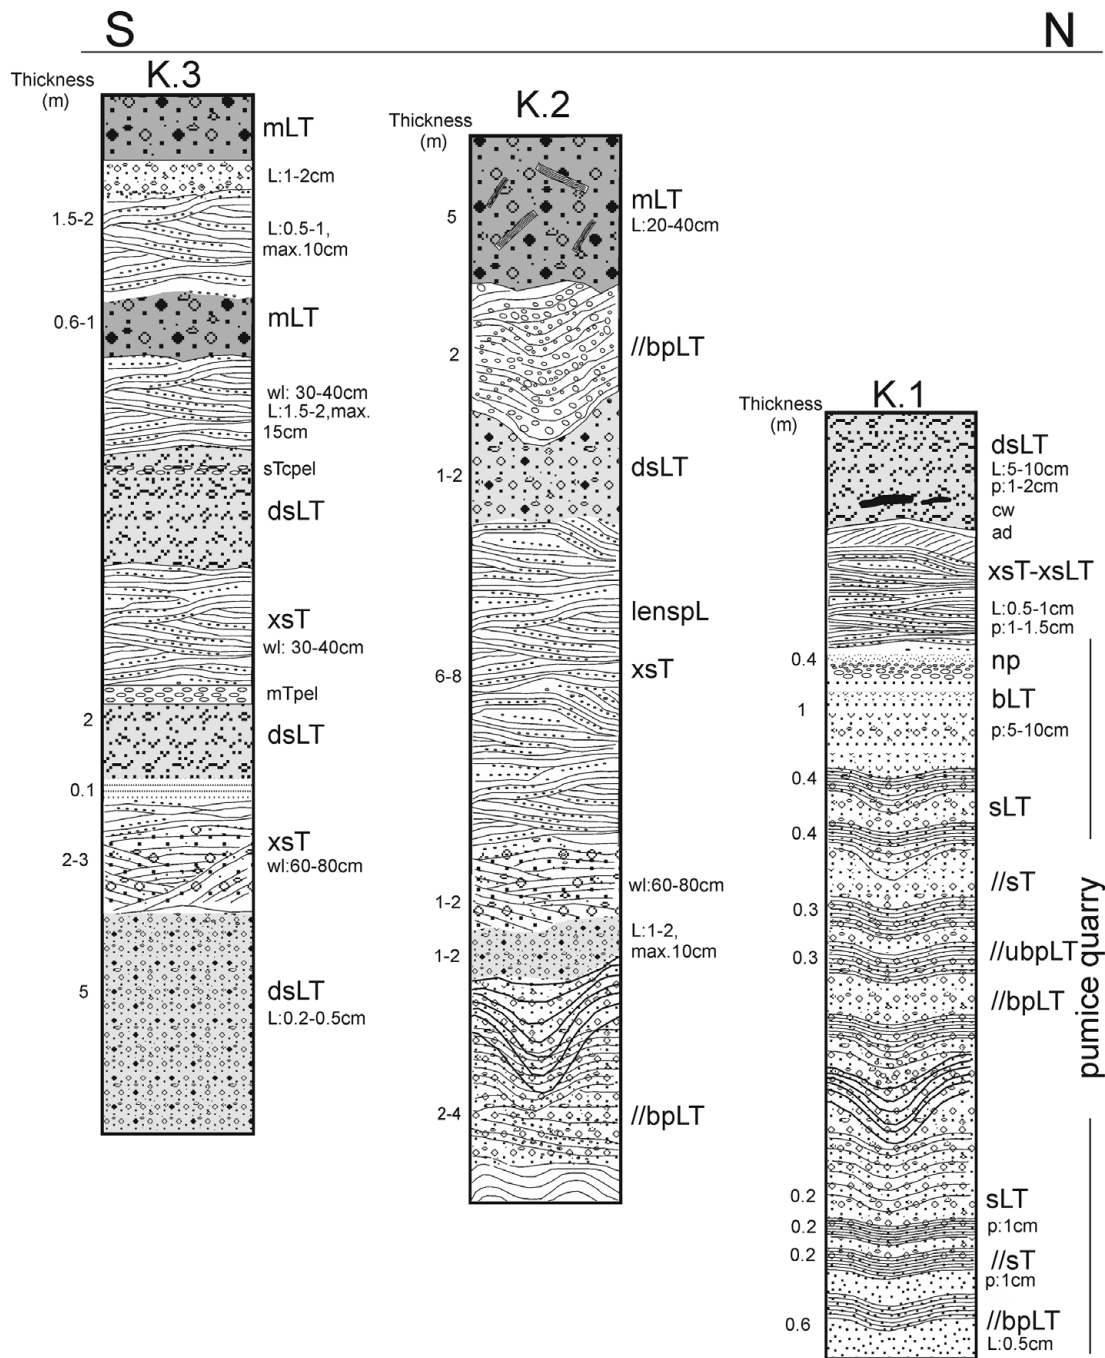 S
N
K.3
Thickness
(m)
mLT
L:1-2cm
1.5-2
L:0.5-1,
max.10cm
0.6-1
mLT
wl: 30-40cm
L:1.5-2,max.
15cm
sTcpel
dsLT
xsT
wl: 30-40cm
mTpel
2
dsLT
0.1
xsT
2-3
wl:60-80cm
5
dsLT
L:0.2-0.5cm
K.2
Thickness
(m)
5
mLT
L:20-40cm
2
//bpLT
1-2
dsLT
lenspL
6-8
xsT
wl:60-80cm
1-2
L:1-2,
max.10cm
1-2
2-4
//bpLT
K.1
Thickness
(m)
dsLT
L:5-10cm
p:1-2cm
cw
ad
xsT-xsLT
L:0.5-1cm
p:1-1.5cm
0.4
np
1
bLT
p:5-10cm
0.4
sLT
0.4
//sT
0.3
//ubpLT
0.3
//bpLT
0.2
sLT
0.2
p:1cm
0.2
//sT
p:1cm
0.6
//bpLT
L:0.5cm
pumice quarry